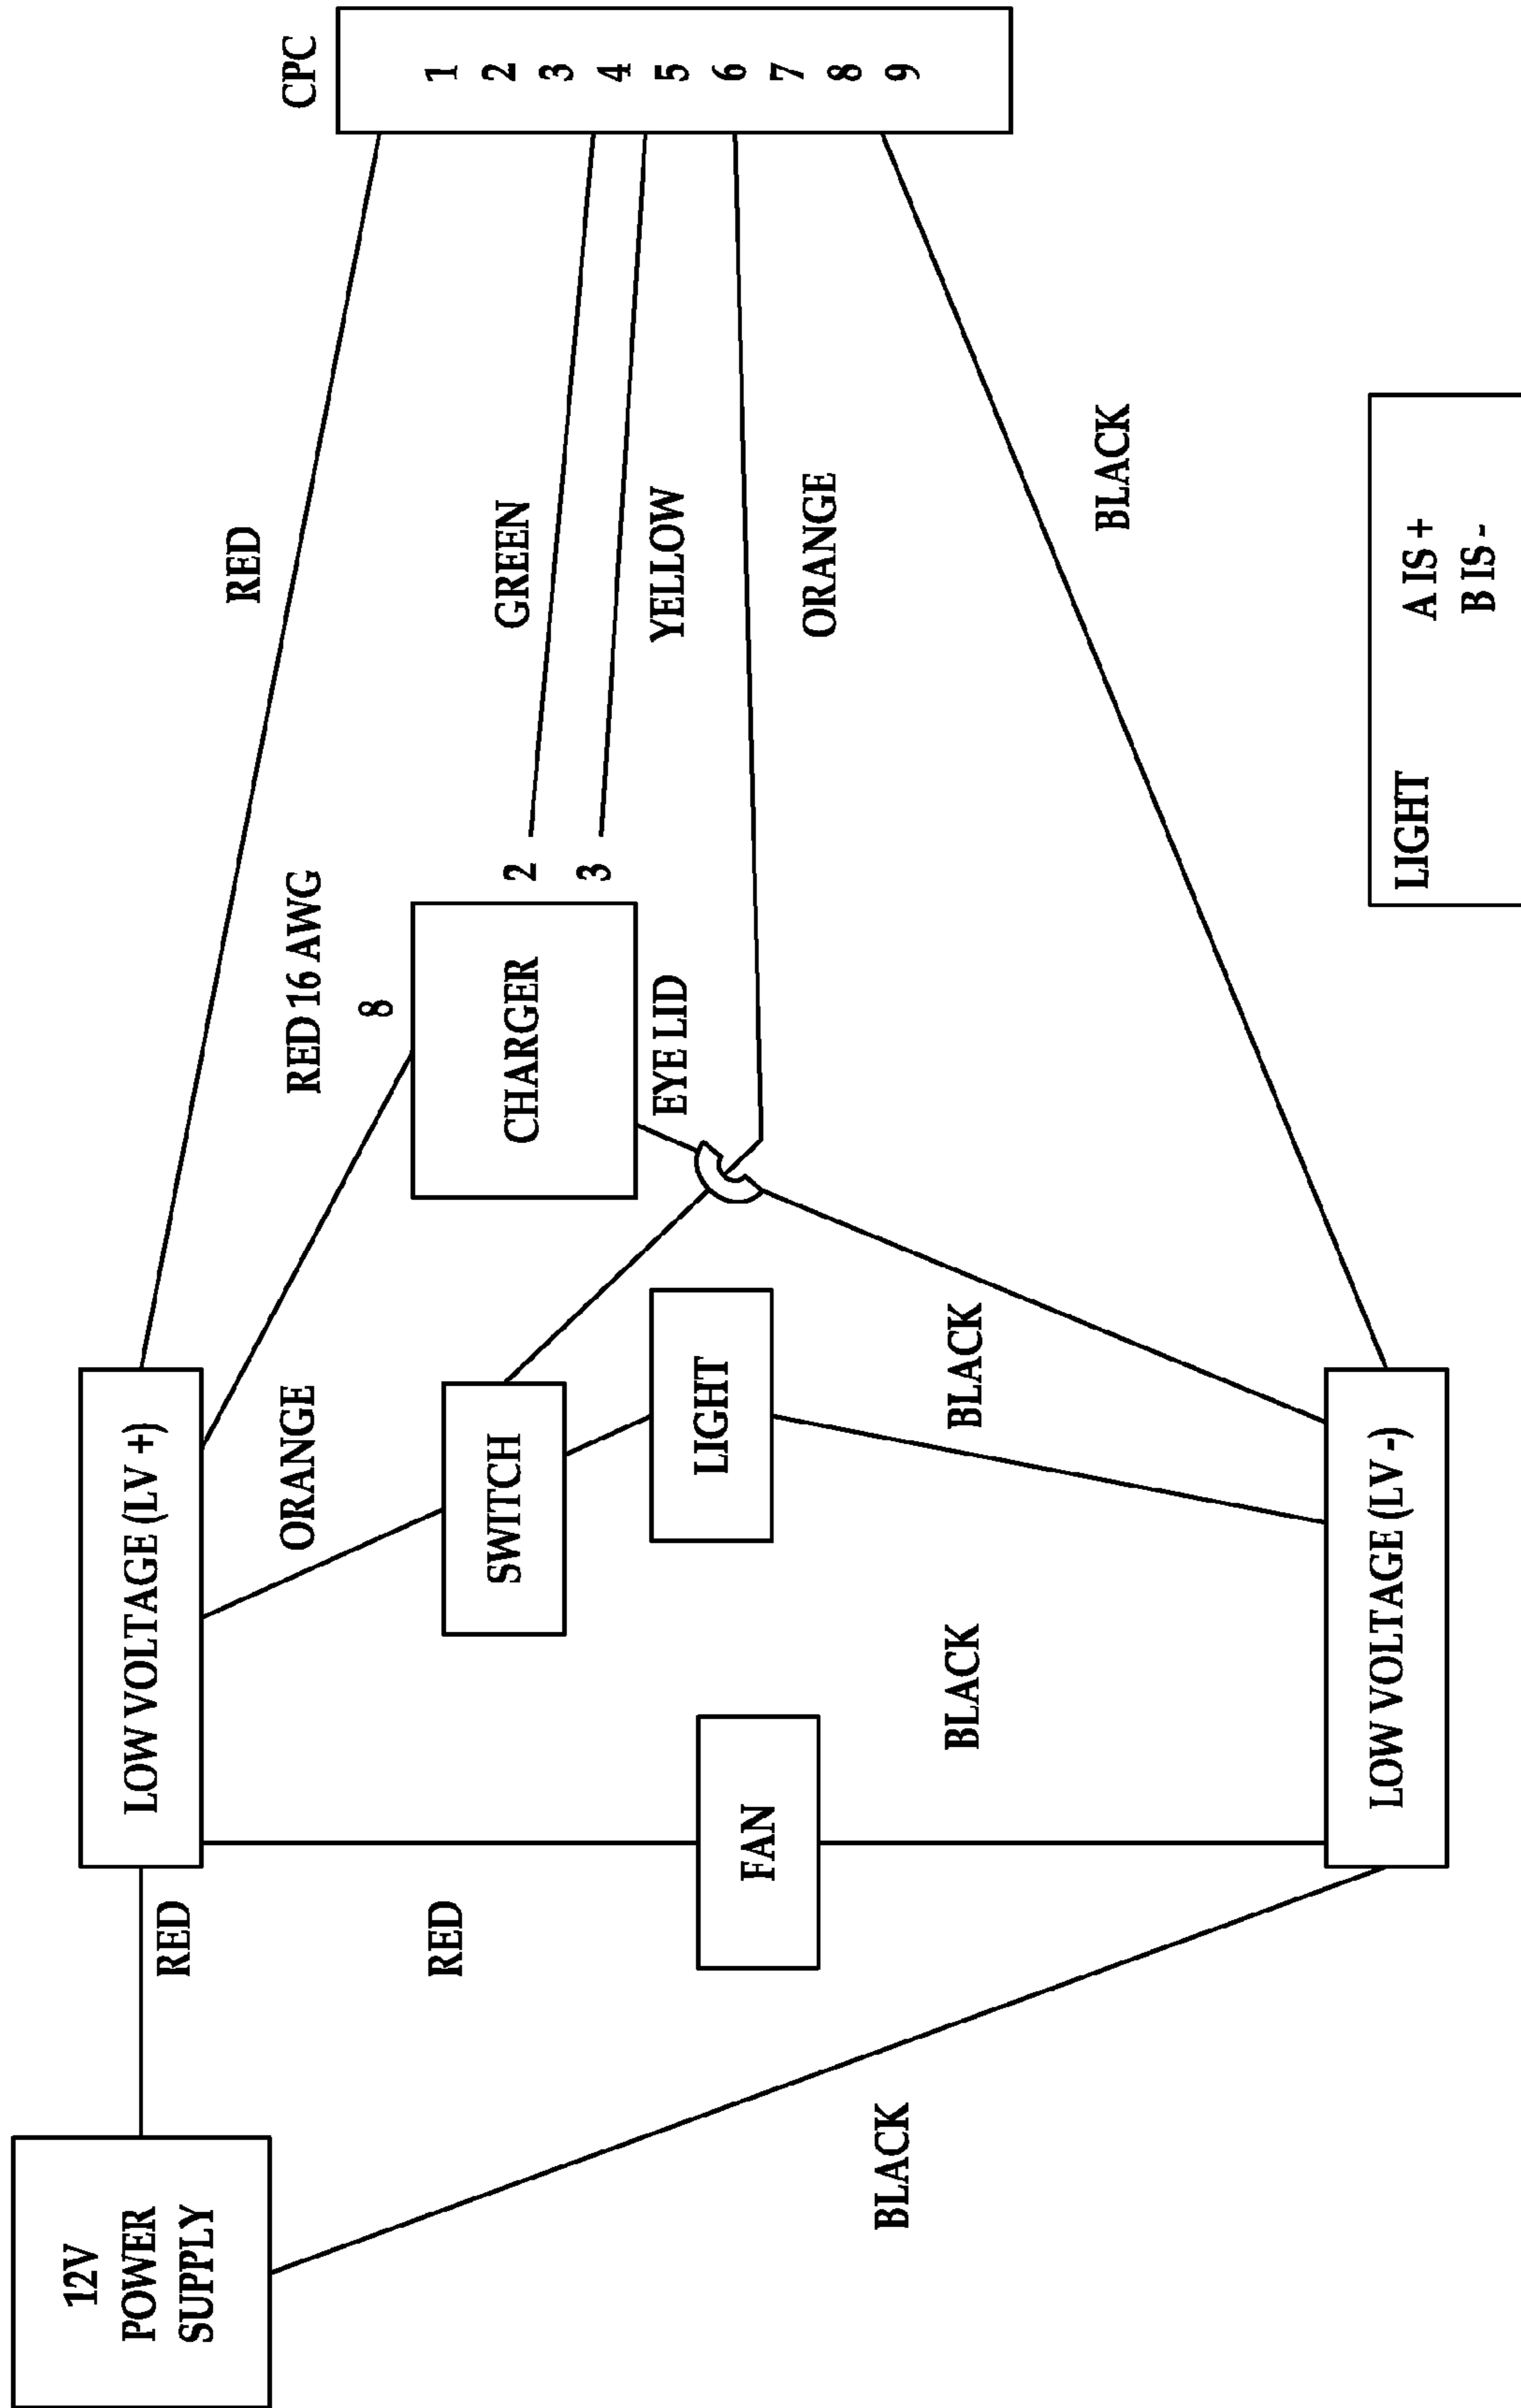 12V
POWER
SUPPLY
RED
LOW VOLTAGE (LV +)
RED
RED
ORANGE
RED 16 AWG
8
CPC
1
2
3
4
5
6
7
8
9
SWITCH
CHARGER
2
3
GREEN
YELLOW
EYE LID
LIGHT
FAN
ORANGE
BLACK
BLACK
BLACK
BLACK
LOW VOLTAGE (LV -)
LIGHT
A IS +
B IS -